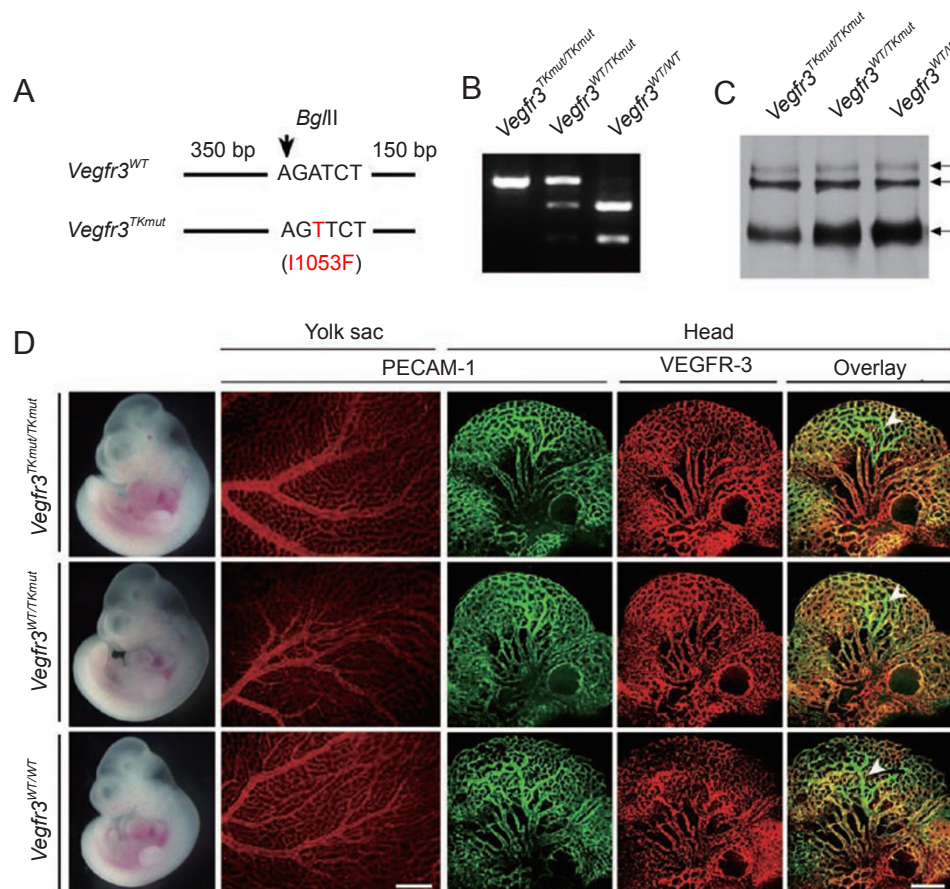 A
BglII
350 bp
150 bp
Vegfr3WT
AGATCT
Vegfr3TKmut
AGTTCT
(I1053F)
B
Vegfr3TKmut/TKmut
Vegfr3WT/TKmut
Vegfr3WT/WT
C
Vegfr3TKmut/TKmut
Vegfr3WT/TKmut
D
Yolk sac
Head
PECAM-1
VEGFR-3
Overlay
Vegfr3TKmut/TKmut
Vegfr3WT/TKmut
Vegfr3WT/WT